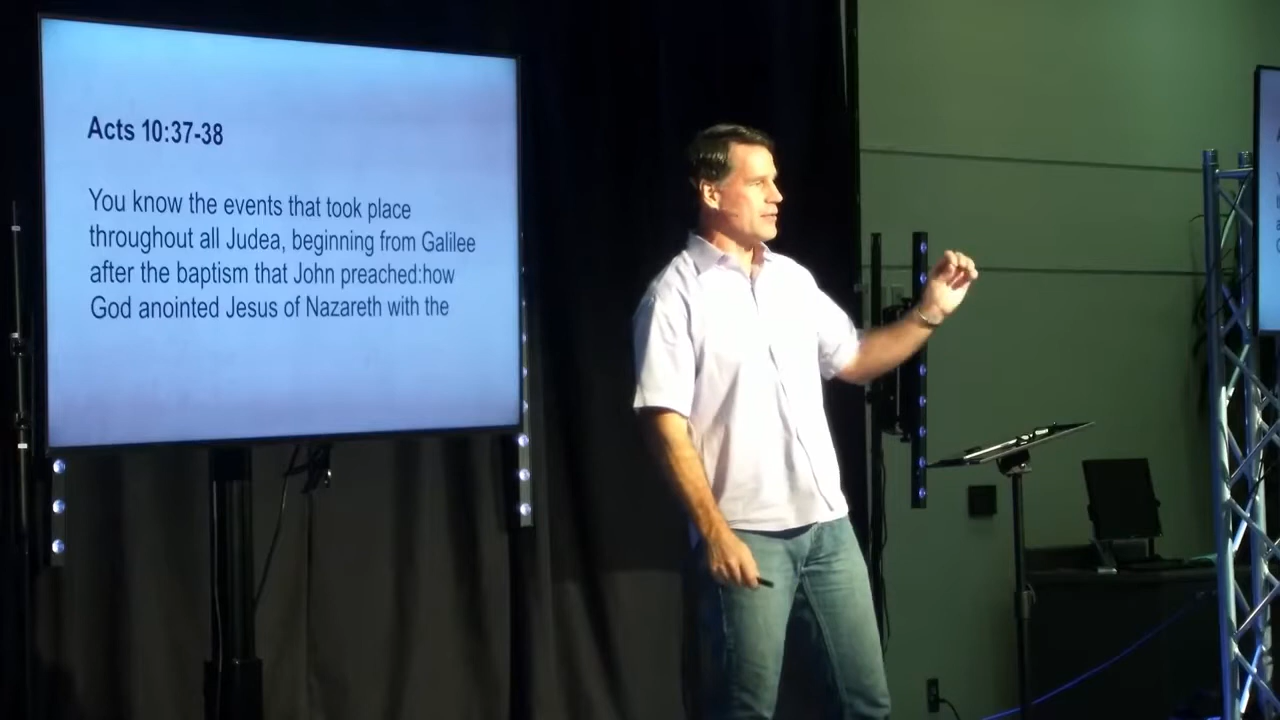 Acts 10:37-38
You know the events that took place
throughout all Judea, beginning from Galilee
after the baptism that John preached:how
God anointed Jesus of Nazareth with the